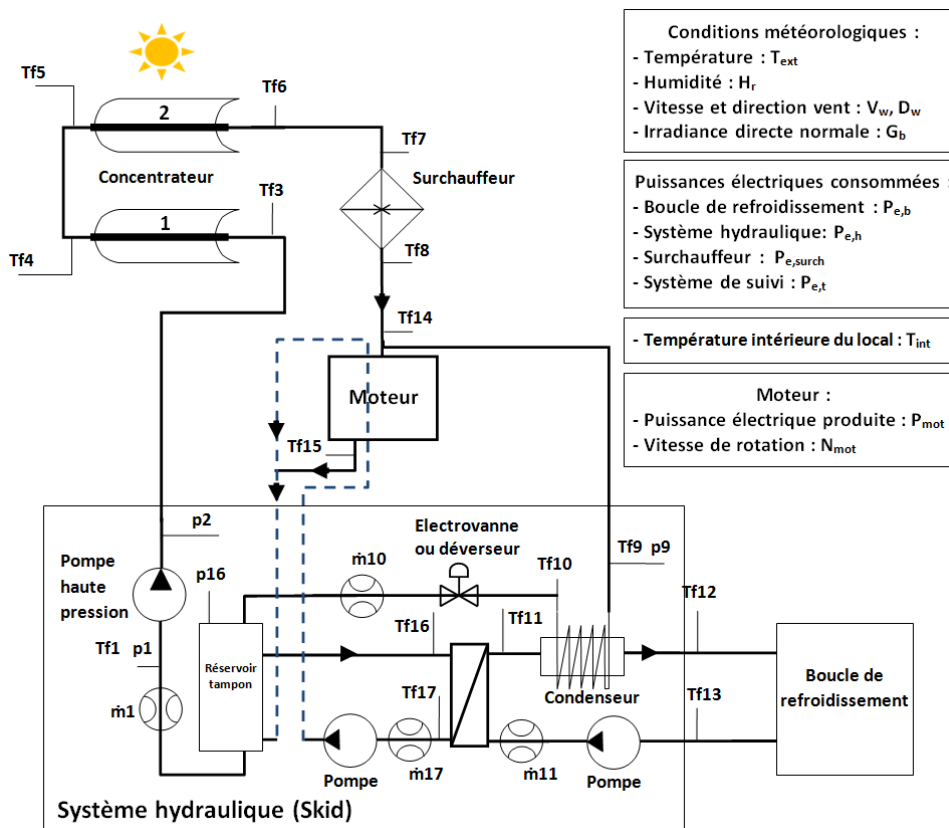 Conditions météorologiques :
- Température : Text
- Humidité : Hr
- Vitesse et direction vent : Vw, Dw
- Irradiance directe normale : Gb
Puissances électriques consommées :
- Boucle de refroidissement : Pe,b
- Système hydraulique: Pe,h
- Surchauffeur : Pe,surch
- Système de suivi : Pe,t
- Température intérieure du local : Tint
Moteur :
- Puissance électrique produite : Pmot
- Vitesse de rotation : Nmot
Tf5
2
Tf6
Tf7
Concentrateur
Tf3
Surchauffeur
1
Tf4
Tf8
Tf14
Moteur
Tf15
p2
Electrovanne
ou déverseur
Pompe
haute
pression
p16
ṁ10
Tf10
Tf9 p9
Tf12
Tf1 p1
Tf16
Tf11
Réservoir
tampon
Condenseur
Boucle de
refroidissement
ṁ1
Tf17
Tf13
Pompe
ṁ17
ṁ11
Pompe
Système hydraulique (Skid)